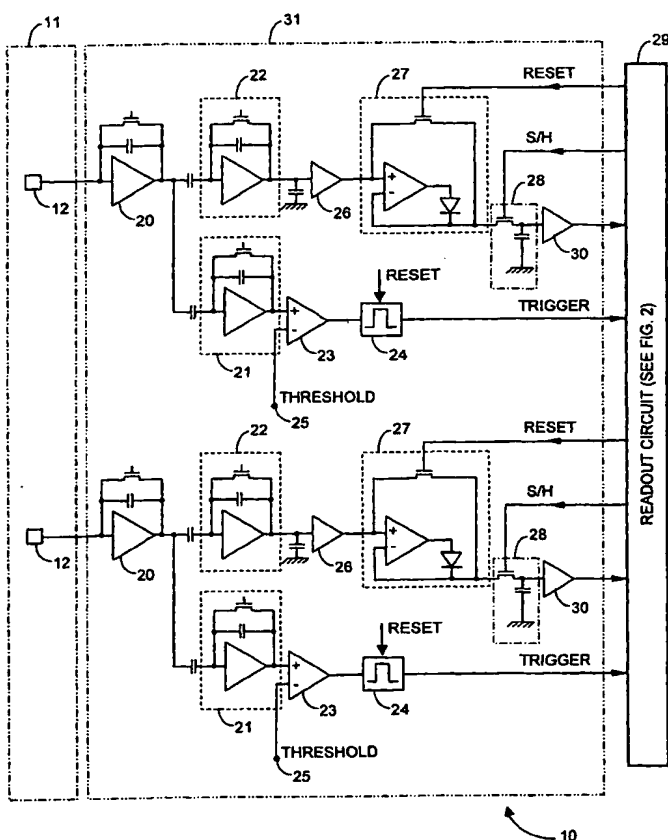 11
31
29
22
27
RESET
S/H
28
12
20
26
30
RESET
TRIGGER
21
23
24
THRESHOLD
25
22
27
RESET
S/H
28
12
20
26
30
RESET
TRIGGER
21
23
24
THRESHOLD
25
READOUT CIRCUIT (SEE FIG. 2)
10